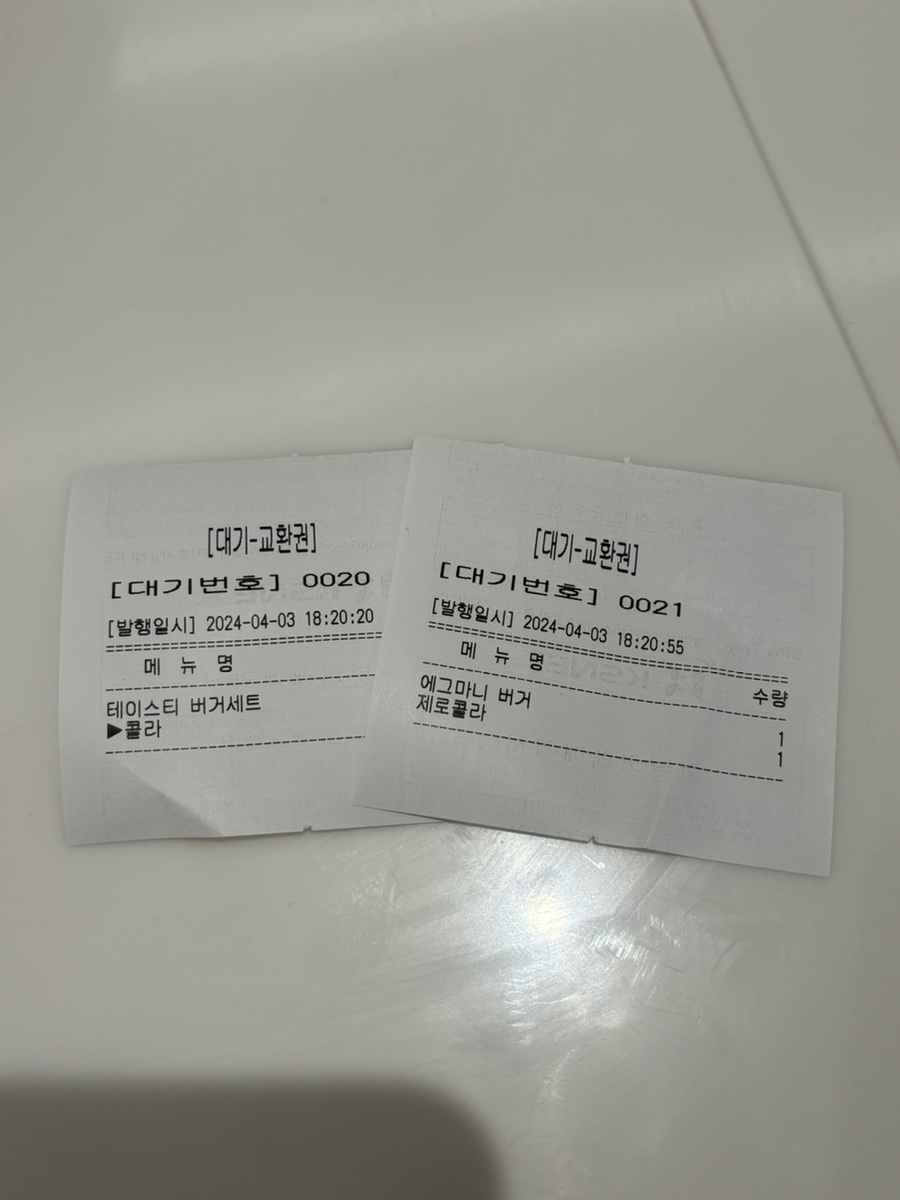 [대기-교환권]
[대기번호] 0020
[발행일시] 2024-04-03 18:20:20
메 뉴 명
테이스티 버거세트
▶콜라
[대기-교환권]
[대기번호] 0021
[발행일시] 2024-04-03 18:20:55
메 뉴 명 수량
에그마니 버거 1
제로콜라 1